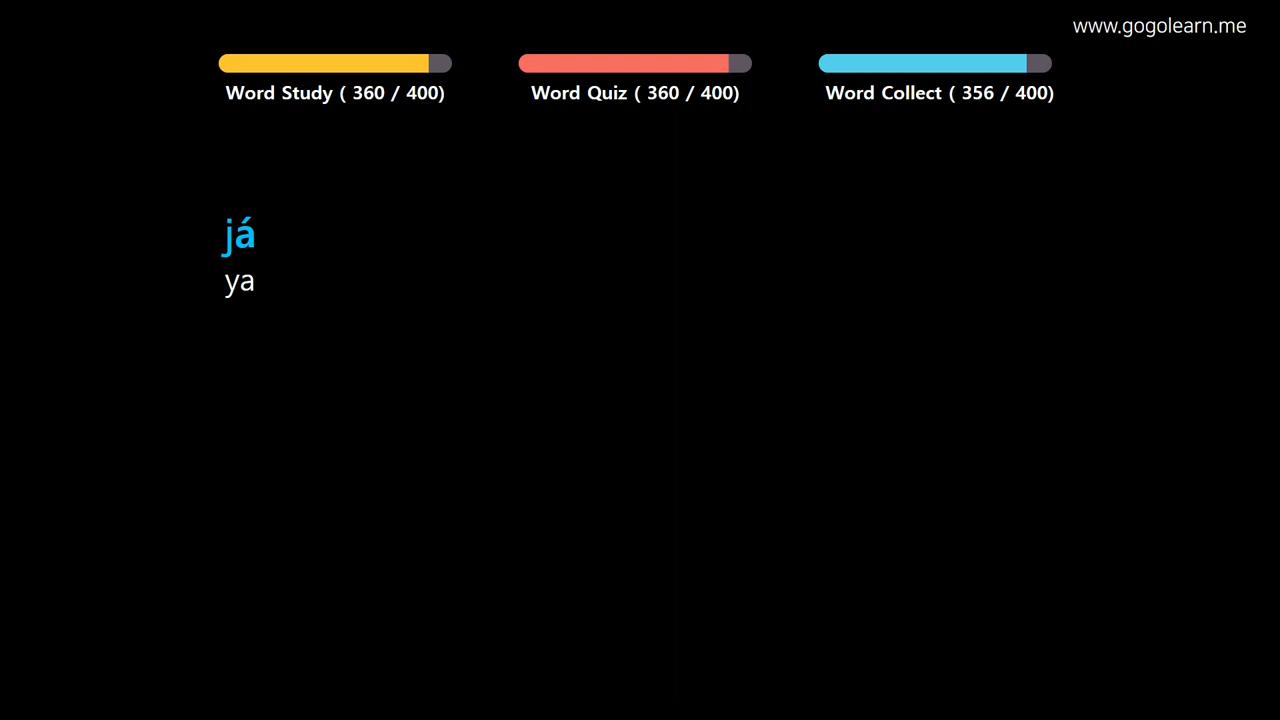 www.gogolearn.me
Word Study ( 360 / 400)
Word Quiz ( 360 / 400)
Word Collect ( 356 / 400)
já
ya